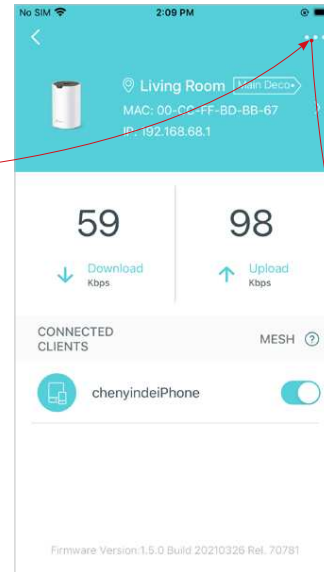 No SIM 2:09 PM
Living Room Main Deco
MAC: 00-CC-FF-BD-BB-67
IP: 192.168.68.1
59 98
Download Upload
Kbps Kbps
CONNECTED
CLIENTS
MESH ?
chenyindeiPhone
Firmware Version:1.5.0 Build 20210326 Rel. 70781